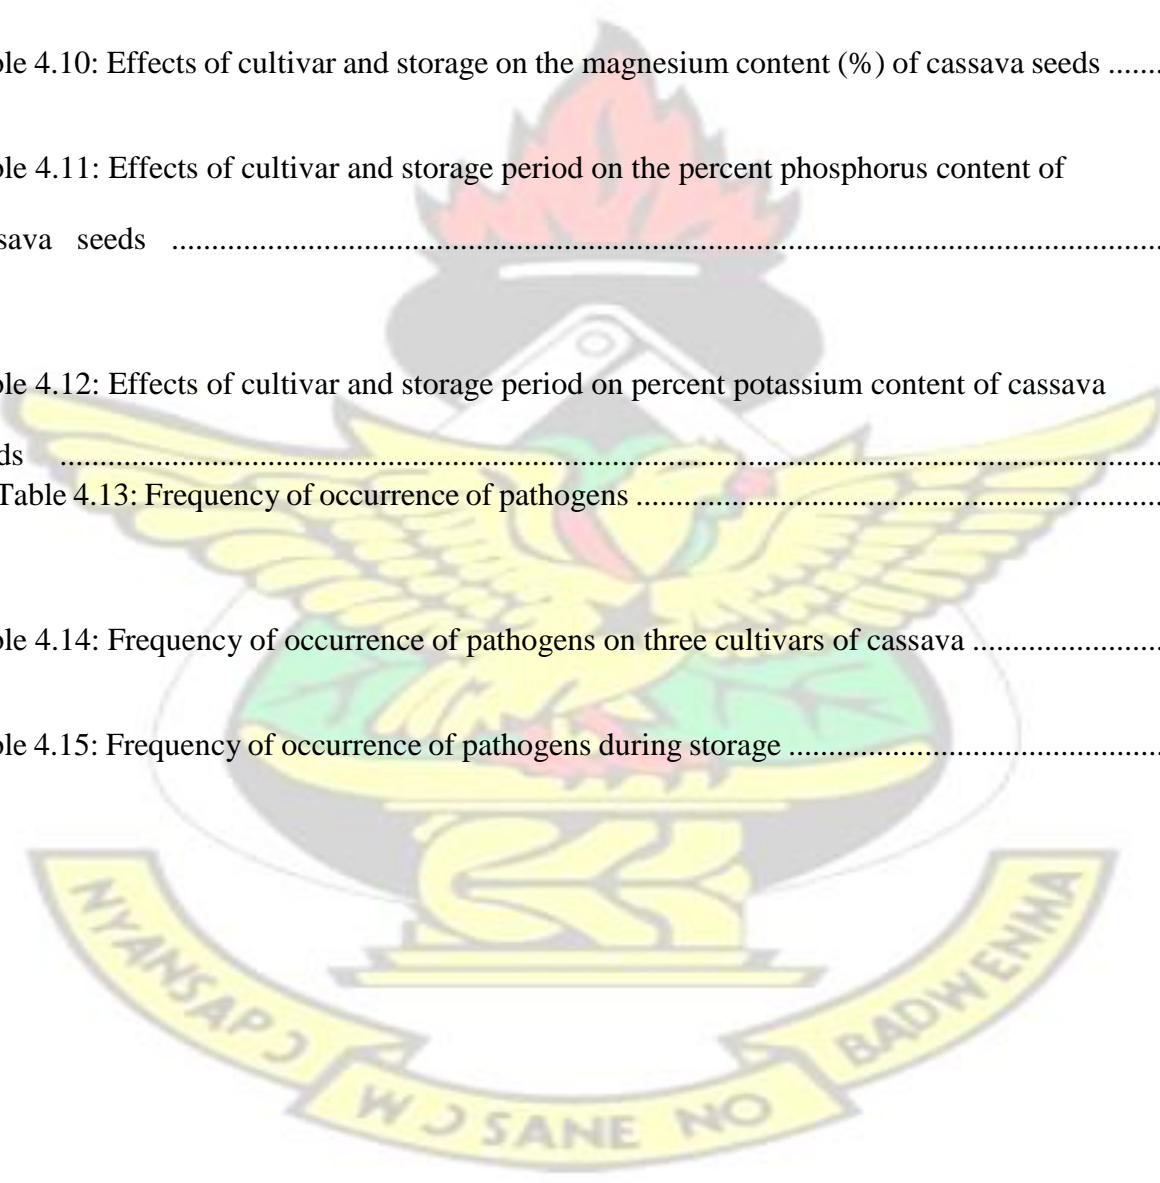 ble 4.10: Effects of cultivar and storage on the magnesium content (%) of cassava seeds .......
ble 4.11: Effects of cultivar and storage period on the percent phosphorus content of
sava seeds ...............................................................................................................................
ble 4.12: Effects of cultivar and storage period on percent potassium content of cassava
ds ...............................................................................................................................................
Table 4.13: Frequency of occurrence of pathogens ....................................................................
ble 4.14: Frequency of occurrence of pathogens on three cultivars of cassava ........................
ble 4.15: Frequency of occurrence of pathogens during storage ................................................
NYANSAPƆ
WƆSANE NO
BADWENMA